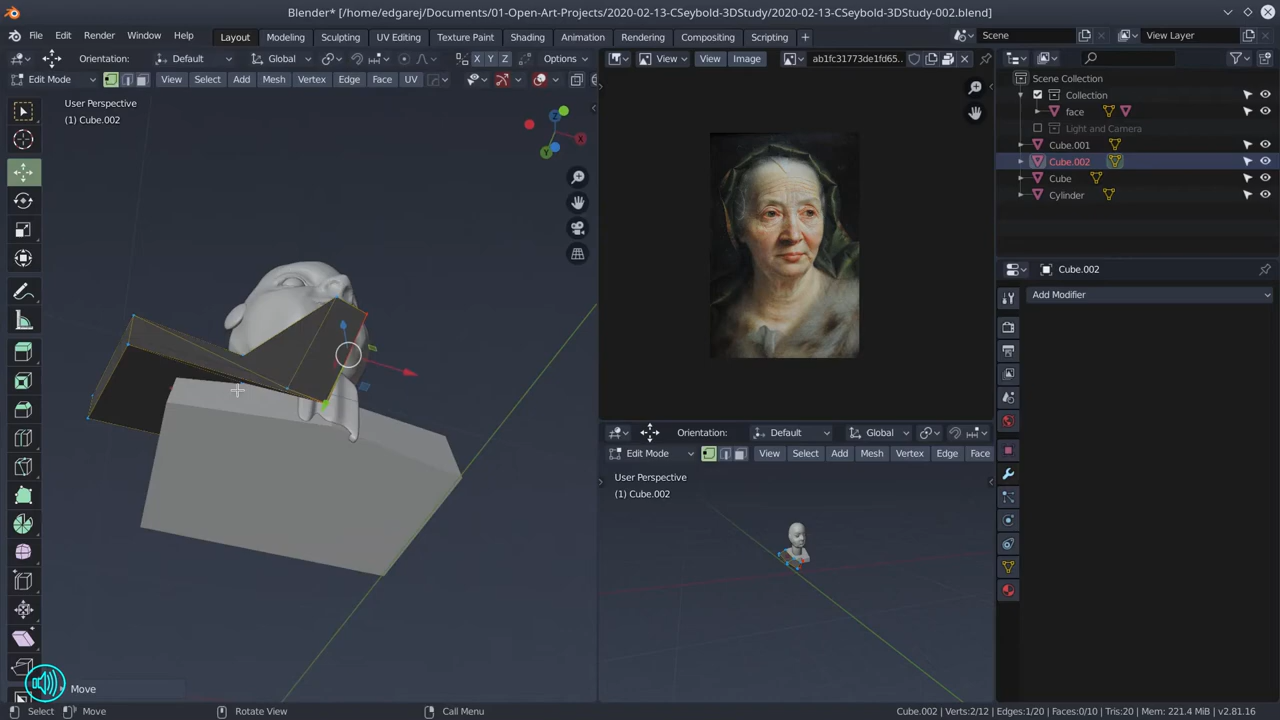 Blender* [/home/edgarej/Documents/01-Open-Art-Projects/2020-02-13-CSeybold-3DStudy/2020-02-13-CSeybold-3DStudy-002.blend]
File Edit Render Window Help Layout Modeling Sculpting UV Editing Texture Paint Shading Animation Rendering Compositing Scripting + Scene View Layer
Orientation: Default Global X Y Z Options
View View Image ab1fc31773de1fd65..
Edit Mode View Select Add Mesh Vertex Edge Face UV
User Perspective
(1) Cube.002
Z X Y
Scene Collection
Collection
face
Light and Camera
Cube.001
Cube.002
Cube
Cylinder
Cube.002
Add Modifier
Orientation: Default Global
Edit Mode View Select Add Mesh Vertex Edge Face
User Perspective
(1) Cube.002
Move
Select Move Rotate View Call Menu Cube.002 | Verts:2/12 | Edges:1/20 | Faces:0/10 | Tris:20 | Mem: 221.4 MiB | v2.81.16